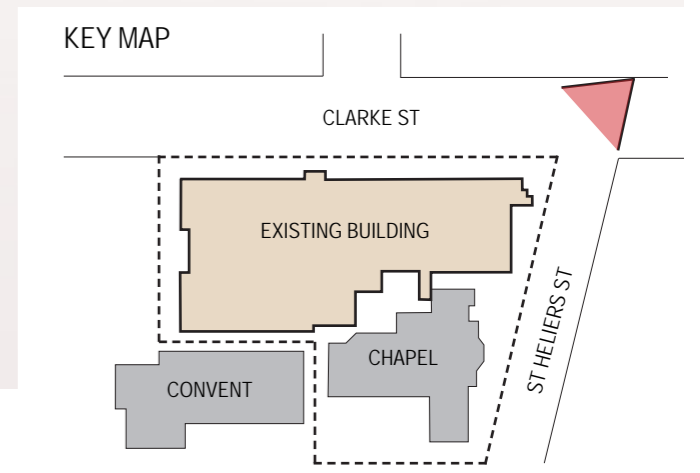 KEY MAP
CLARKE ST
EXISTING BUILDING
ST HELIERS ST
CHAPEL
CONVENT